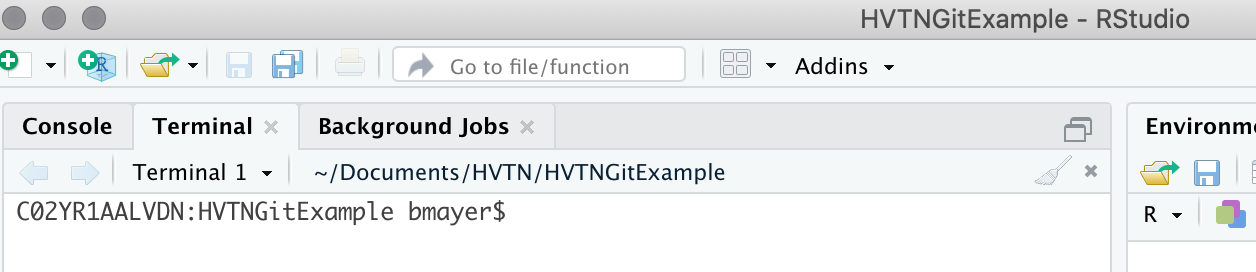 HVTNGitExample - RStudio
R Go to file/function Addins
Console Terminal Background Jobs Environme
Terminal 1 ~/Documents/HVTN/HVTNGitExample
C02YR1AALVDN:HVTNGitExample bmayer$
R